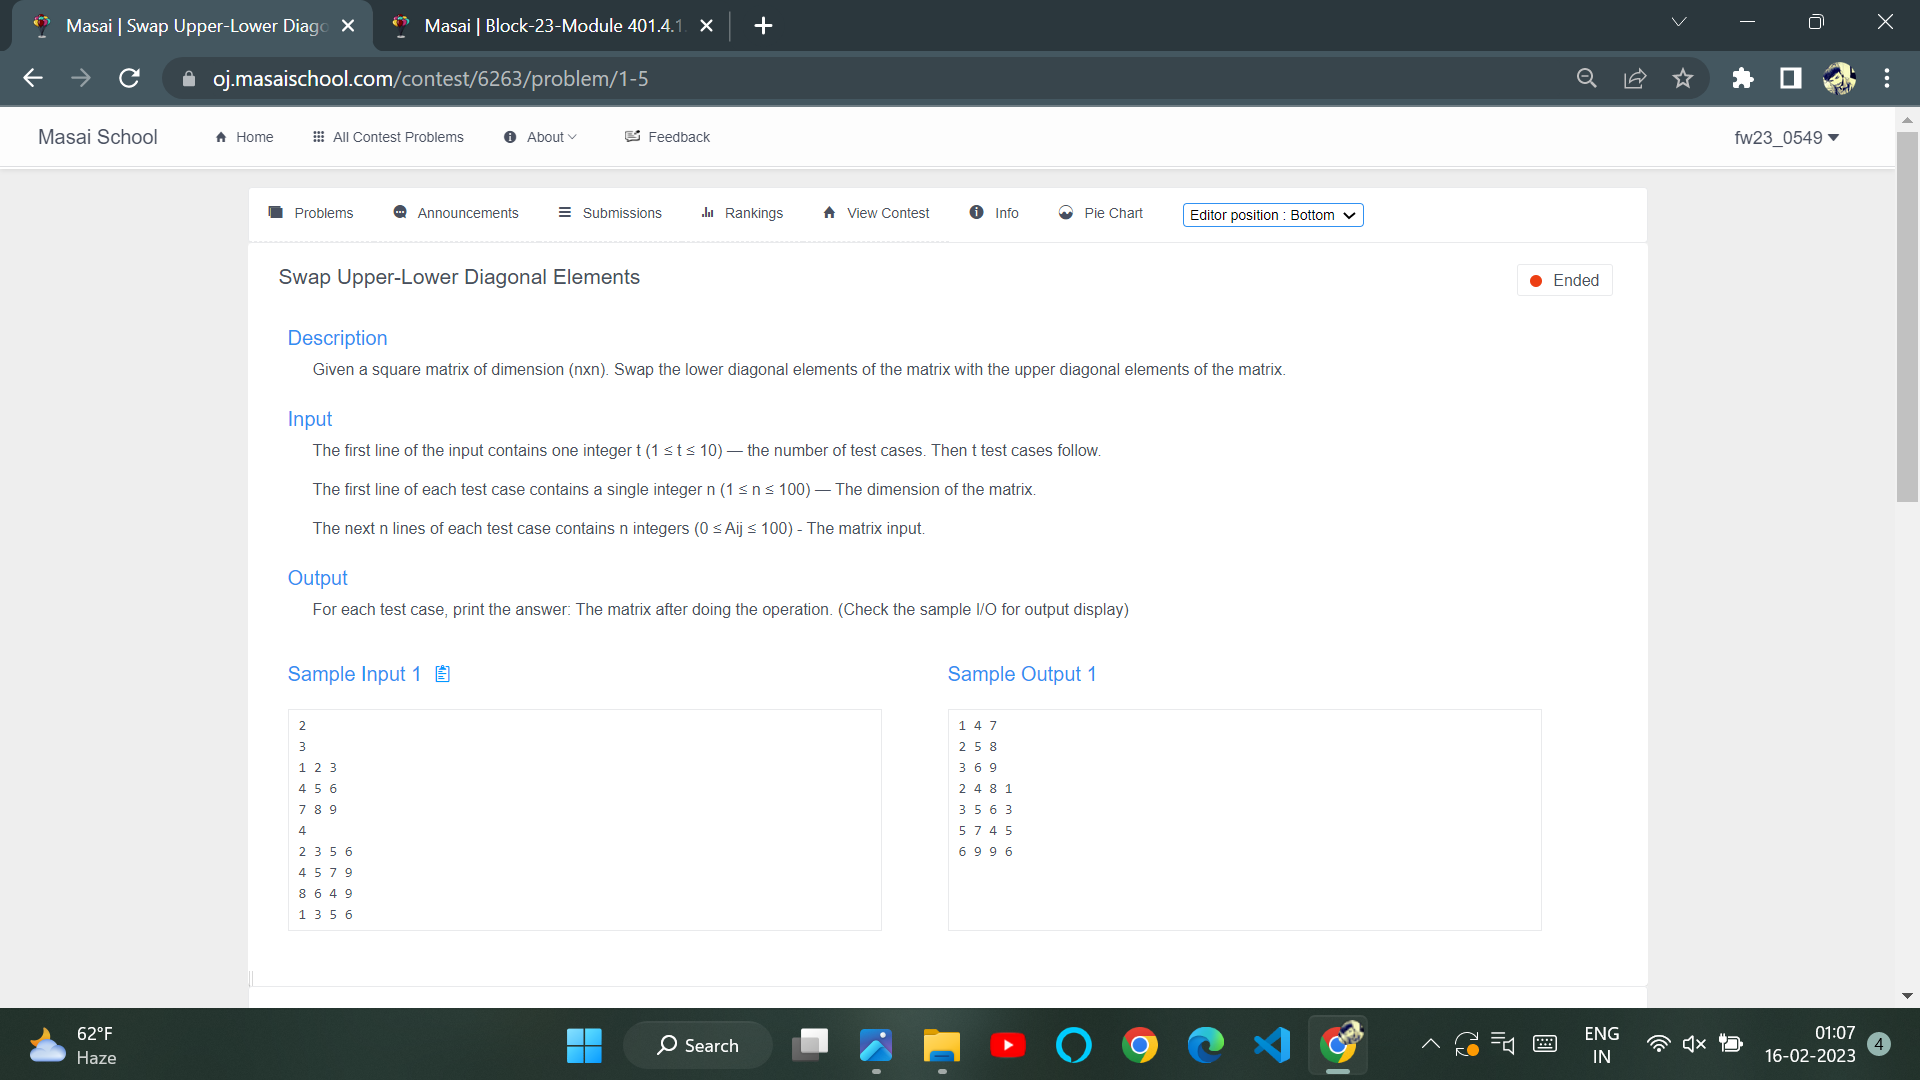 Masai | Swap Upper-Lower Diago
Masai | Block-23-Module 401.4.1
oj.masaischool.com/contest/6263/problem/1-5
Masai School Home All Contest Problems About Feedback fw23_0549
Problems Announcements Submissions Rankings View Contest Info Pie Chart Editor position : Bottom
Swap Upper-Lower Diagonal Elements
Ended
Description
Given a square matrix of dimension (nxn). Swap the lower diagonal elements of the matrix with the upper diagonal elements of the matrix.
Input
The first line of the input contains one integer t (1 ≤ t ≤ 10) — the number of test cases. Then t test cases follow.
The first line of each test case contains a single integer n (1 ≤ n ≤ 100) — The dimension of the matrix.
The next n lines of each test case contains n integers (0 ≤ Aij ≤ 100) - The matrix input.
Output
For each test case, print the answer: The matrix after doing the operation. (Check the sample I/O for output display)
Sample Input 1
2
3
1 2 3
4 5 6
7 8 9
4
2 3 5 6
4 5 7 9
8 6 4 9
1 3 5 6
Sample Output 1
1 4 7
2 5 8
3 6 9
2 4 8 1
3 5 6 3
5 7 4 5
6 9 9 6
62°F
Haze
Search
ENG
IN
01:07
16-02-2023
4